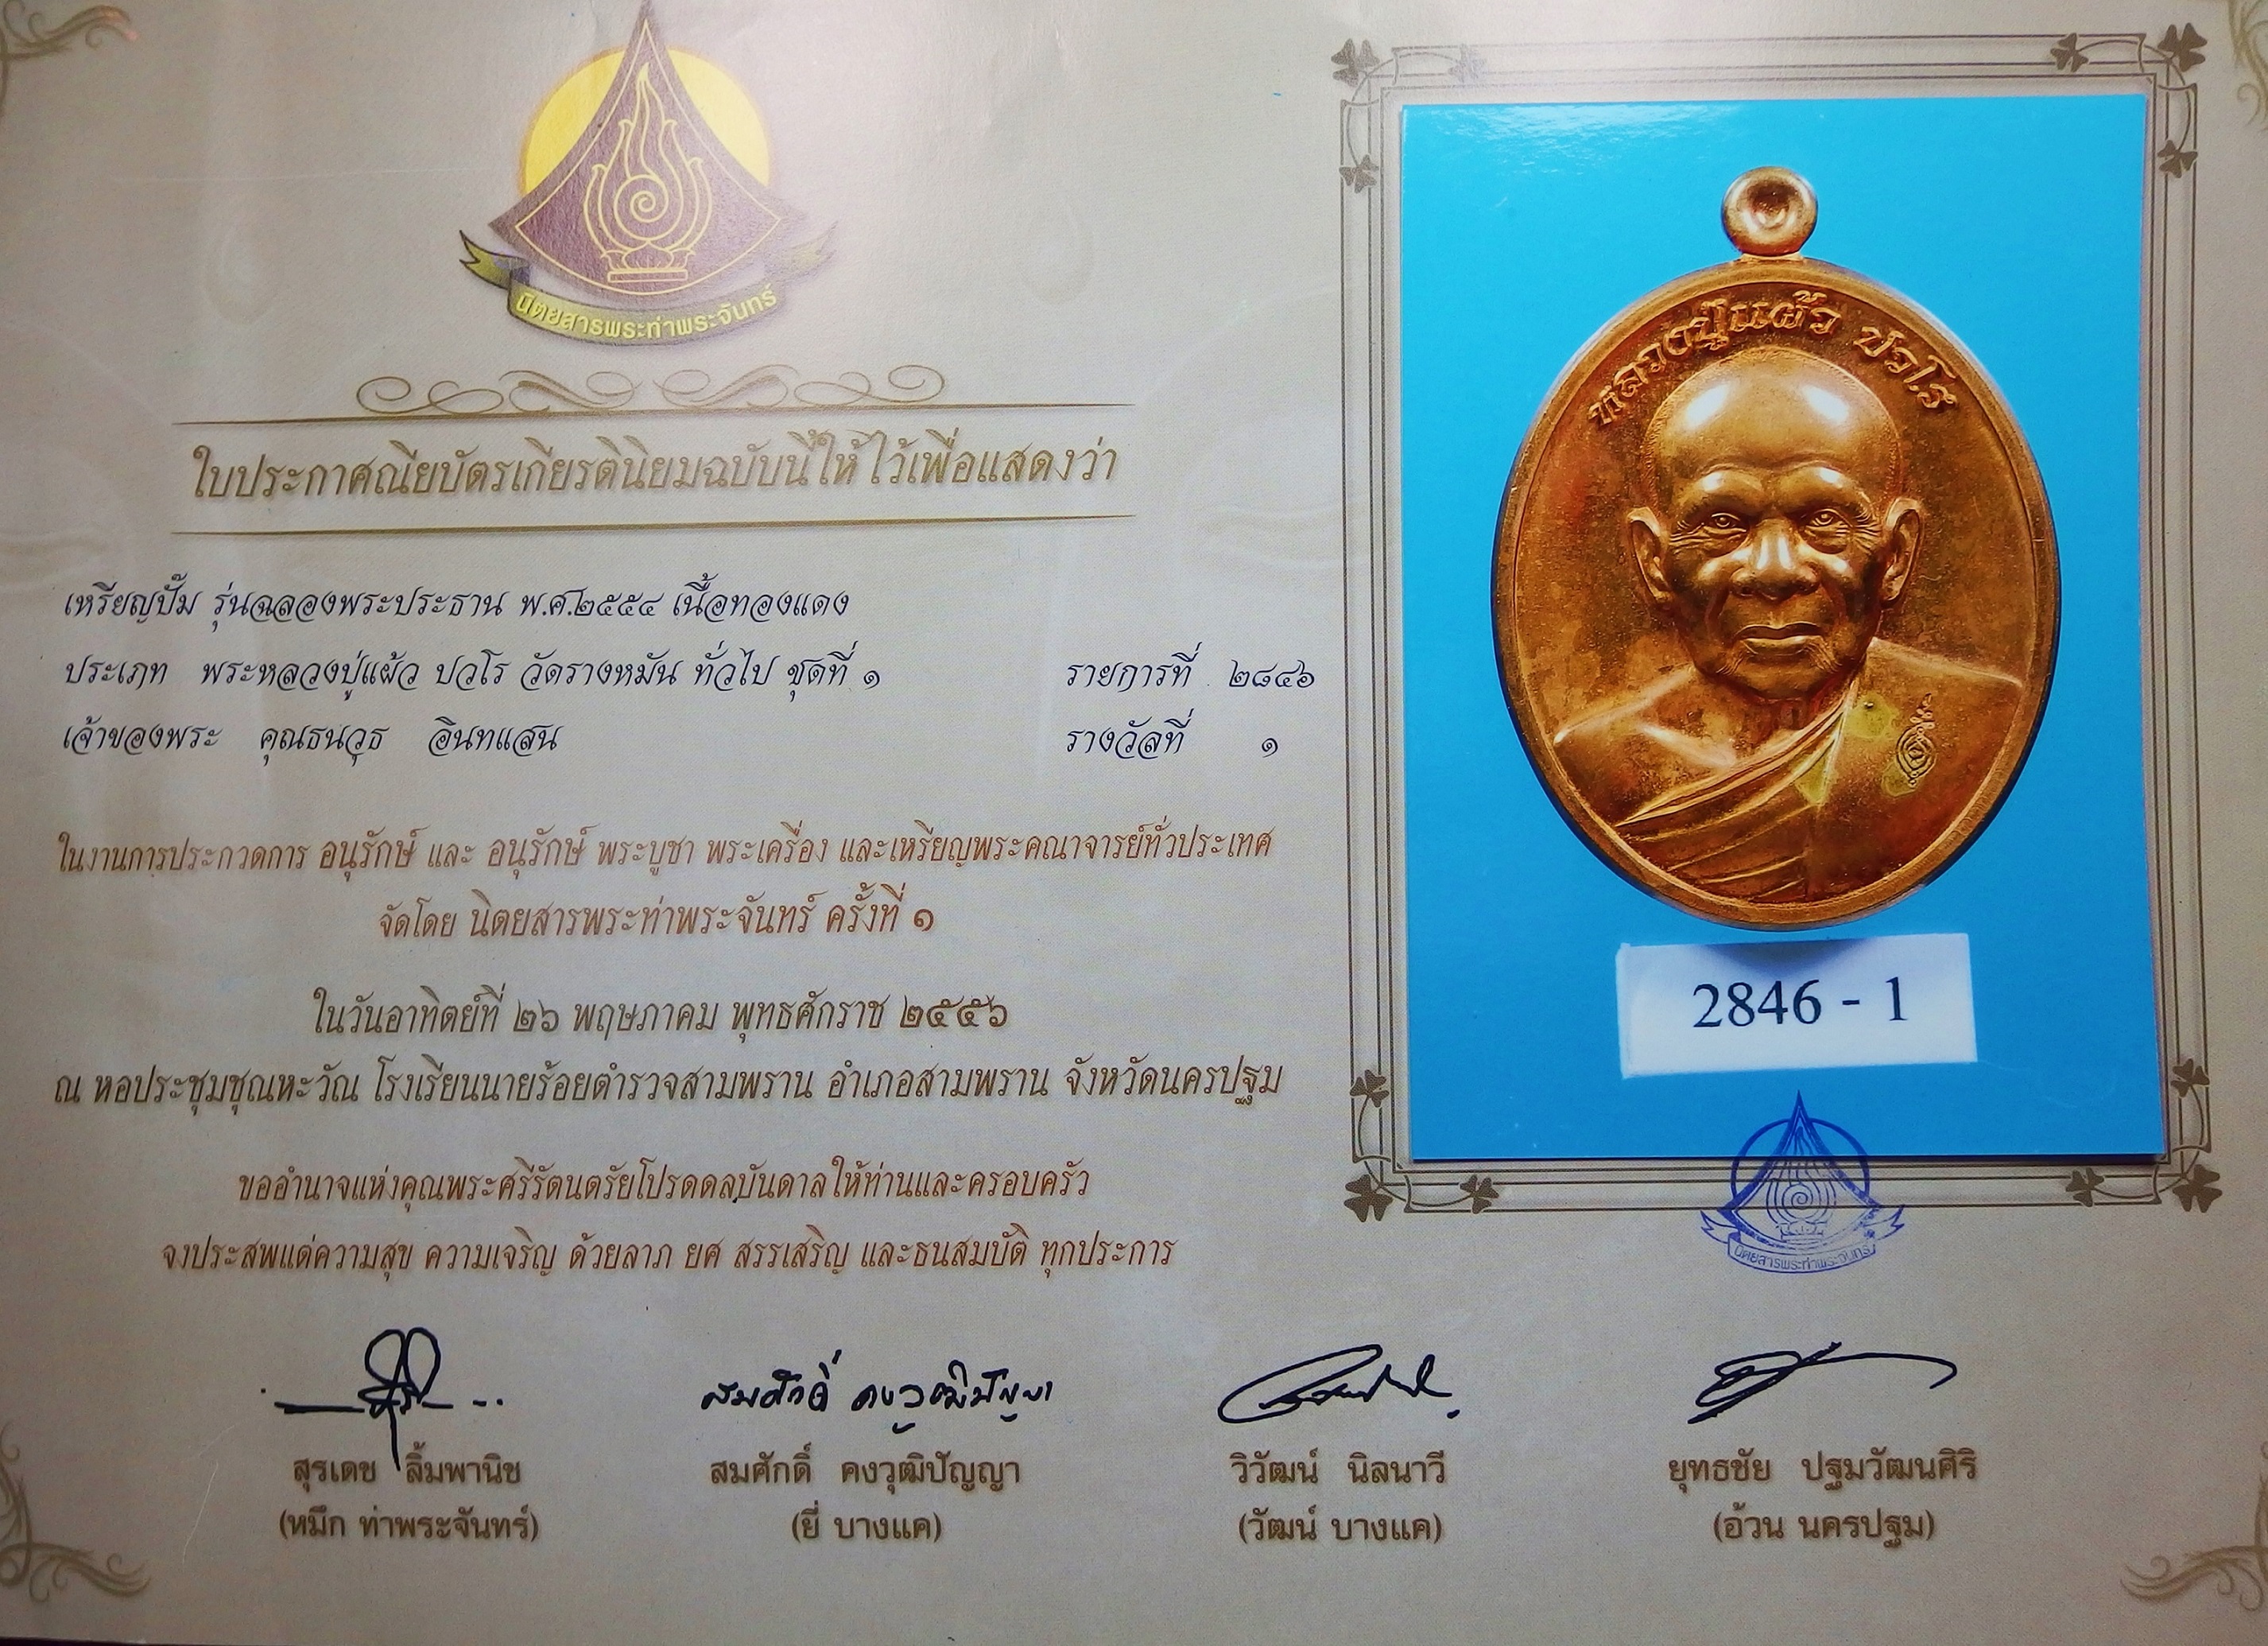 นิตยสารพระท่าพระจันทร์
ใบประกาศณียบัตรเกียรตินิยมฉบับนี้ให้ไว้เพื่อแสดงว่า
เหรียญปั๊ม รุ่นฉลองพระประธาน พ.ศ.๒๕๕๔ เนื้อทองแดง
ประเภท พระหลวงปู่แผ้ว ปวโร วัดรางหมัน ทั่วไป ชุดที่ ๑ รายการที่ ๒๘๔๖
เจ้าของพระ คุณธนวุธ อินทแสน รางวัลที่ ๑
ในงานการประกวดการ อนุรักษ์ และ อนุรักษ์ พระบูชา พระเครื่อง และเหรียญพระคณาจารย์ทั่วประเทศ
จัดโดย นิตยสารพระท่าพระจันทร์ ครั้งที่ ๑
ในวันอาทิตย์ที่ ๒๖ พฤษภาคม พุทธศักราช ๒๕๕๖
ณ หอประชุมชุณหะวัณ โรงเรียนนายร้อยตำรวจสามพราน อำเภอสามพราน จังหวัดนครปฐม
ขออำนาจแห่งคุณพระศรีรัตนตรัยโปรดดลบันดาลให้ท่านและครอบครัว
จงประสพแด่ความสุข ความเจริญ ด้วยลาภ ยศ สรรเสริญ และธนสมบัติ ทุกประการ
หลวงปู่แผ้ว ปวโร
2846 - 1
นิตยสารพระท่าพระจันทร์
สมศักดิ์ คงวุฒิปัญญา
สุรเดช ลิ้มพานิช สมศักดิ์ คงวุฒิปัญญา วิวัฒน์ นิลนาวี ยุทธชัย ปฐมวัฒนศิริ
(หมึก ท่าพระจันทร์) (ยี่ บางแค) (วัฒน์ บางแค) (อ้วน นครปฐม)